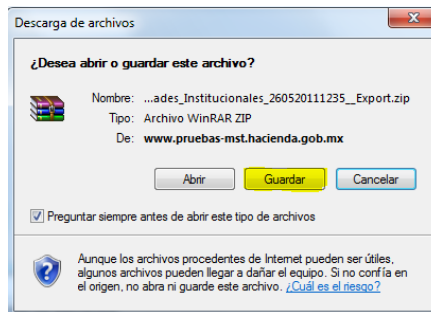 Descarga de archivos
¿Desea abrir o guardar este archivo?
Nombre: ...ades_Institucionales_260520111235__Export.zip
Tipo: Archivo WinRAR ZIP
De: www.pruebas-mst.hacienda.gob.mx
Abrir Guardar Cancelar
Preguntar siempre antes de abrir este tipo de archivos
Aunque los archivos procedentes de Internet pueden ser útiles,
algunos archivos pueden llegar a dañar el equipo. Si no confía en
el origen, no abra ni guarde este archivo. ¿Cuál es el riesgo?